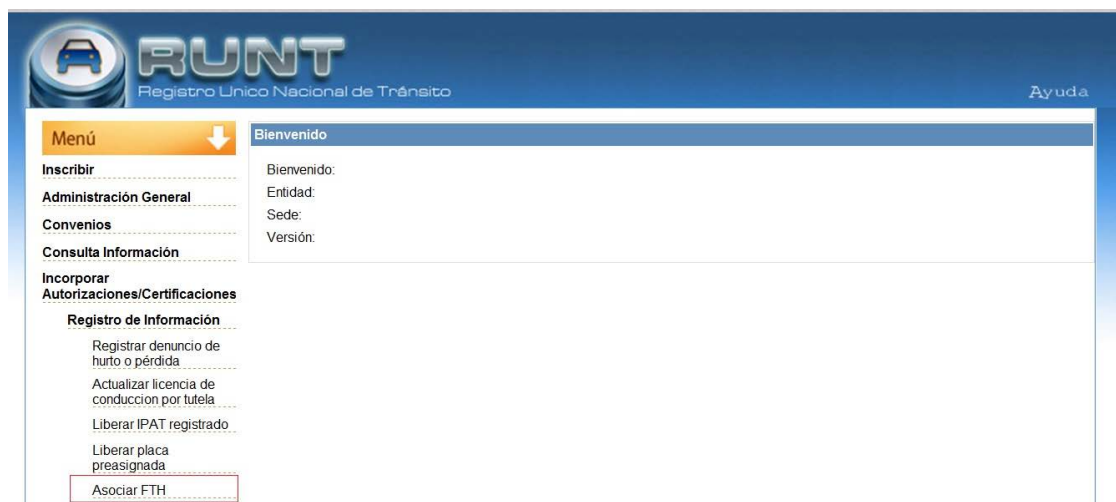 RUNT
Registro Unico Nacional de Tránsito
Ayuda
Menú
Inscribir
Administración General
Convenios
Consulta Información
Incorporar
Autorizaciones/Certificaciones
Registro de Información
Registrar denuncio de
hurto o pérdida
Actualizar licencia de
conduccion por tutela
Liberar IPAT registrado
Liberar placa
preasignada
Asociar FTH
Bienvenido
Bienvenido:
Entidad:
Sede:
Versión: